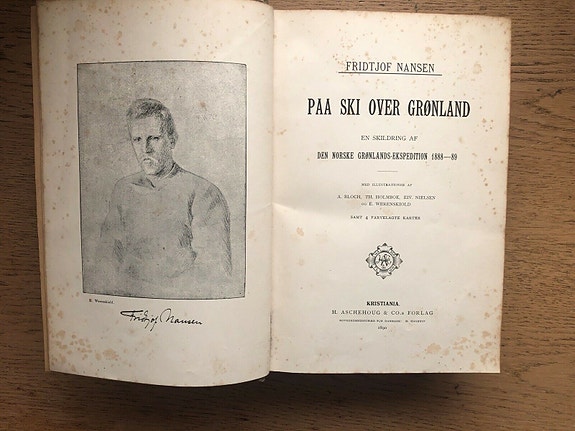 E. Werenskiold.
Fridtjof Nansen
FRIDTJOF NANSEN
PAA SKI OVER GRØNLAND
EN SKILDRING AF
DEN NORSKE GRØNLANDS-EKSPEDITION 1888—89
MED ILLUSTRATIONER AF
A. BLOCH, TH. HOLMBOE, EIV. NIELSEN
OG E. WERENSKIOLD
SAMT 4 FARVELAGTE KARTER
KRISTIANIA
H. ASCHEHOUG & CO.s FORLAG
1890